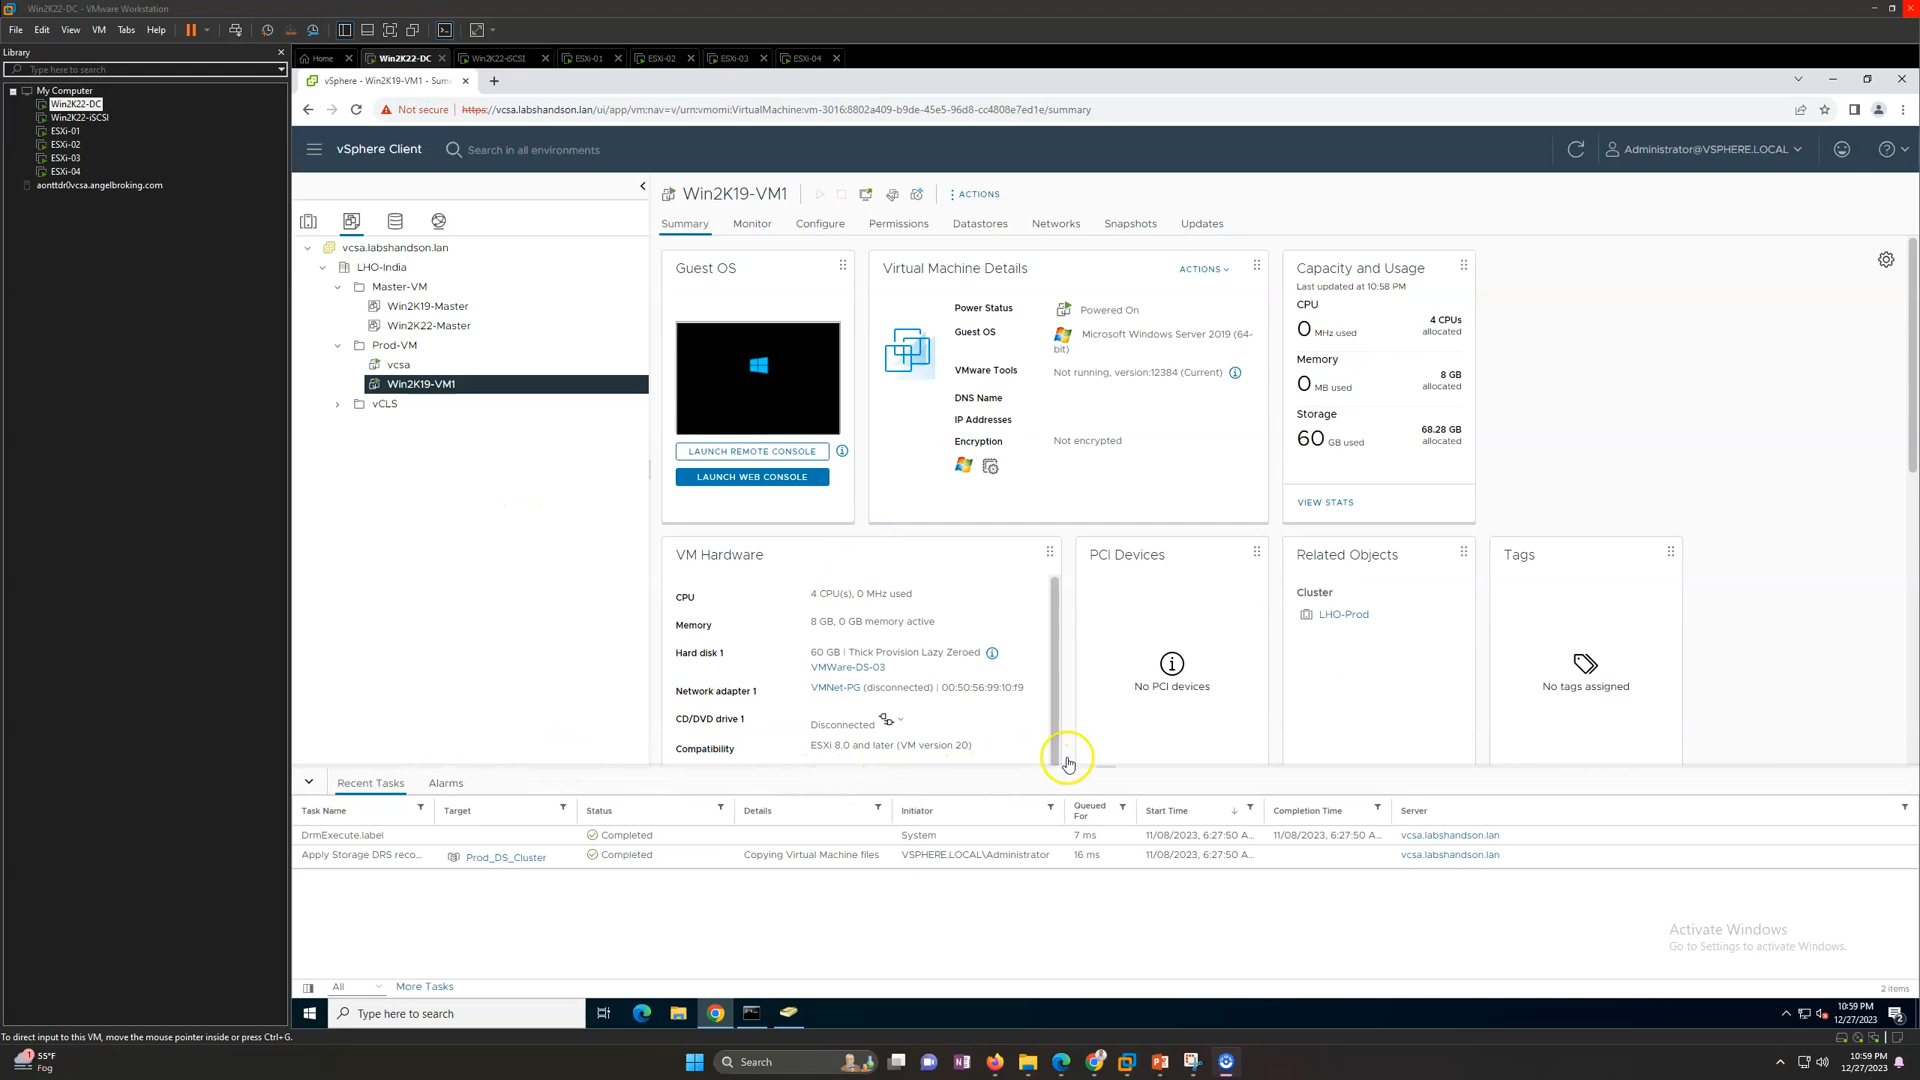 Win2K22-DC - VMware Workstation
File Edit View VM Tabs Help
Library
Type here to search
My Computer
Win2K22-DC
Win2K22-iSCSI
ESXi-01
ESXi-02
ESXi-03
ESXi-04
aonttdr0vcsa.angelbroking.com
Home Win2K22-DC Win2K22-iSCSI ESXi-01 ESXi-02 ESXi-03 ESXi-04
vSphere - Win2K19-VM1 - Sum
Not secure https://vcsa.labshandson.lan/ui/app/vm;nav=v/urn:vmomi:VirtualMachine:vm-3016:8802a409-b9de-45e5-96d8-cc4808e7ed1e/summary
vSphere Client Search in all environments Administrator@VSPHERE.LOCAL
vcsa.labshandson.lan
LHO-India
Master-VM
Win2K19-Master
Win2K22-Master
Prod-VM
vcsa
Win2K19-VM1
vCLS
Win2K19-VM1 ACTIONS
Summary Monitor Configure Permissions Datastores Networks Snapshots Updates
Guest OS
LAUNCH REMOTE CONSOLE
LAUNCH WEB CONSOLE
Virtual Machine Details ACTIONS
Power Status Powered On
Guest OS Microsoft Windows Server 2019 (64-
bit)
VMware Tools Not running, version:12384 (Current)
DNS Name
IP Addresses
Encryption Not encrypted
Capacity and Usage
Last updated at 10:58 PM
CPU
0 MHz used 4 CPUs allocated
Memory
0 MB used 8 GB allocated
Storage
60 GB used 68.28 GB allocated
VIEW STATS
VM Hardware
CPU 4 CPU(s), 0 MHz used
Memory 8 GB, 0 GB memory active
Hard disk 1 60 GB | Thick Provision Lazy Zeroed
VMWare-DS-03
Network adapter 1 VMNet-PG (disconnected) | 00:50:56:99:10:f9
CD/DVD drive 1 Disconnected
Compatibility ESXi 8.0 and later (VM version 20)
PCI Devices
No PCI devices
Related Objects
Cluster
LHO-Prod
Tags
No tags assigned
Recent Tasks Alarms
Task Name Target Status Details Initiator Queued For Start Time Completion Time Server
DrmExecute.label Completed System 7 ms 11/08/2023, 6:27:50 A... 11/08/2023, 6:27:50 A... vcsa.labshandson.lan
Apply Storage DRS reco... Prod_DS_Cluster Completed Copying Virtual Machine files VSPHERE.LOCAL\Administrator 16 ms 11/08/2023, 6:27:50 A... vcsa.labshandson.lan
Activate Windows
Go to Settings to activate Windows.
All More Tasks 2 items
Type here to search
10:59 PM
12/27/2023
2
To direct input to this VM, move the mouse pointer inside or press Ctrl+G.
1
55°F
Fog
Search
10:59 PM
12/27/2023